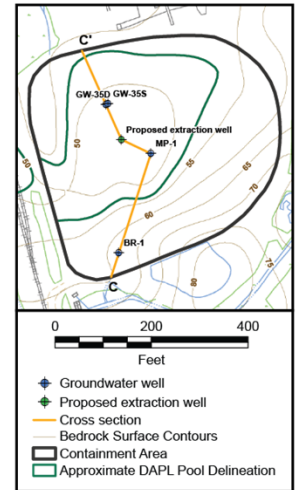 C'
GW-35D GW-35S
50
50
Proposed extraction well
MP-1
55
65
70
60
BR-1
C
80
75
0 200 400
Feet
Groundwater well
Proposed extraction well
Cross section
Bedrock Surface Contours
Containment Area
Approximate DAPL Pool Delineation